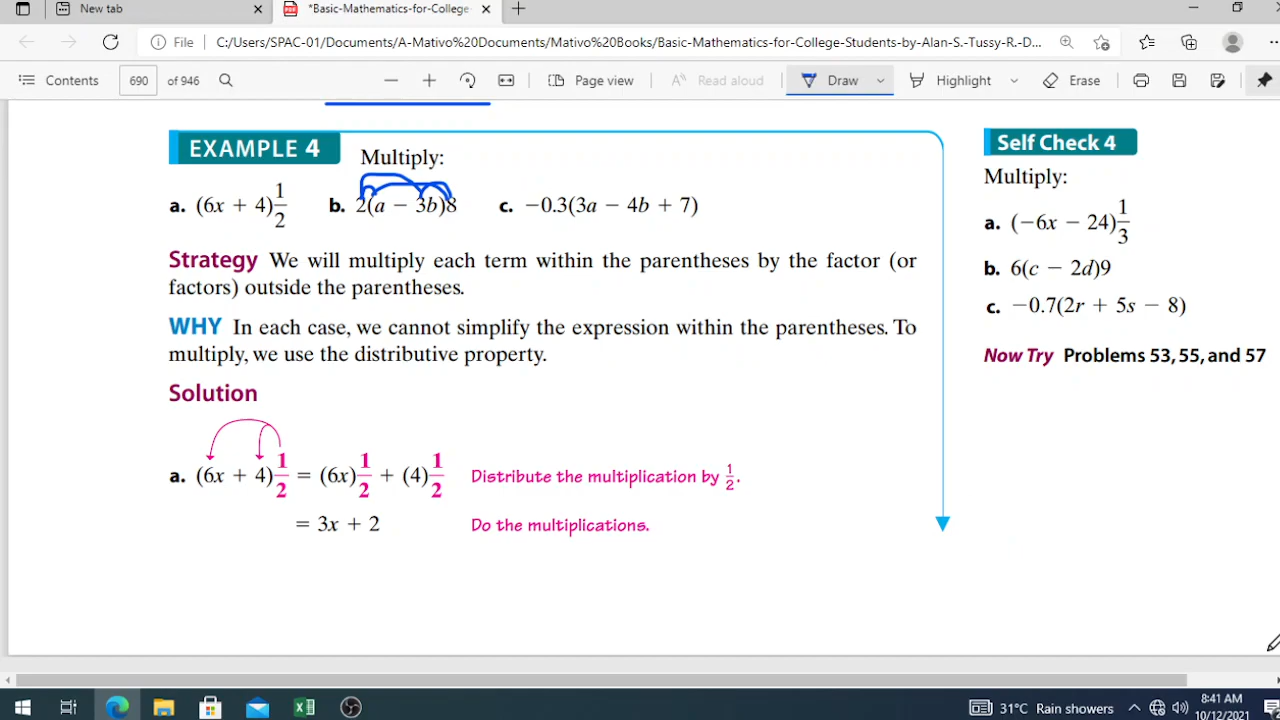 New tab
*Basic-Mathematics-for-College-
File C:/Users/SPAC-01/Documents/A-Mativo%20Documents/Mativo%20Books/Basic-Mathematics-for-College-Students-by-Alan-S.-Tussy-R.-D...
Contents 690 of 946 Page view Read aloud Draw Highlight Erase
EXAMPLE 4 Multiply:
a. (6x + 4)1/2 b. 2(a − 3b)8 c. −0.3(3a − 4b + 7)
Strategy We will multiply each term within the parentheses by the factor (or
factors) outside the parentheses.
WHY In each case, we cannot simplify the expression within the parentheses. To
multiply, we use the distributive property.
Solution
a. (6x + 4)1/2 = (6x)1/2 + (4)1/2 Distribute the multiplication by 1/2.
= 3x + 2 Do the multiplications.
Self Check 4
Multiply:
a. (−6x − 24)1/3
b. 6(c − 2d)9
c. −0.7(2r + 5s − 8)
Now Try Problems 53, 55, and 57
31°C Rain showers
8:41 AM
10/12/2021